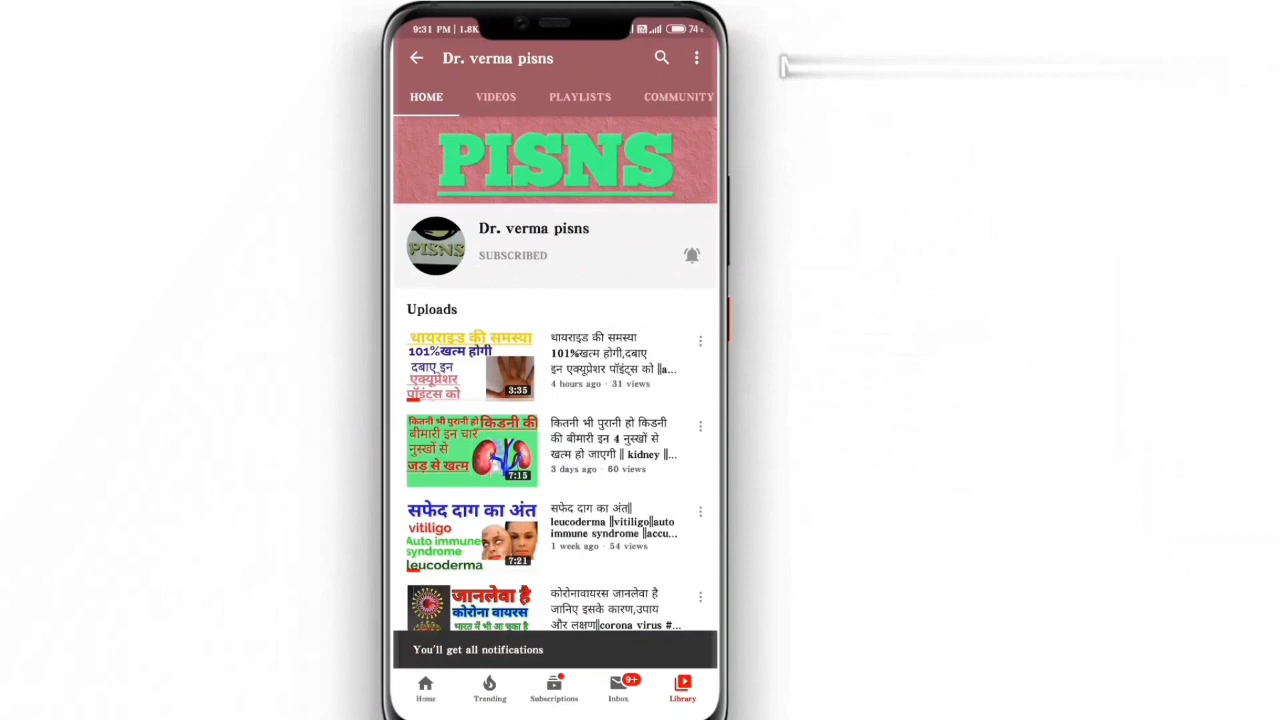 9:31 PM | 1.8K
74
Dr. verma pisns
HOME VIDEOS PLAYLISTS COMMUNITY
PISNS
PISNS
Dr. verma pisns
SUBSCRIBED
Uploads
थायराइड की समस्या
101%खत्म होगी
दबाए इन
एक्यूप्रेशर
पॉइंट्स को
3:35
थायराइड की समस्या
101%खत्म होगी,दबाए
इन एक्यूप्रेशर पॉइंट्स को ||a...
4 hours ago · 31 views
कितनी भी पुरानी हो किडनी की
बीमारी इन चार
नुस्खों से
जड़ से खत्म
7:15
कितनी भी पुरानी हो किडनी
की बीमारी इन 4 नुस्खों से
खत्म हो जाएगी || kidney ||...
3 days ago · 60 views
सफेद दाग का अंत
vitiligo
Auto immune
syndrome
leucoderma
7:21
सफेद दाग का अंत||
leucoderma ||vitiligo||auto
immune syndrome ||accu...
1 week ago · 54 views
जानलेवा है
कोरोना वायरस
भारत में भी आ चुका है
कोरोनावायरस जानलेवा है
जानिए इसके कारण,उपाय
और लक्षण||corona virus #...
You'll get all notifications
9+
Home Trending Subscriptions Inbox Library